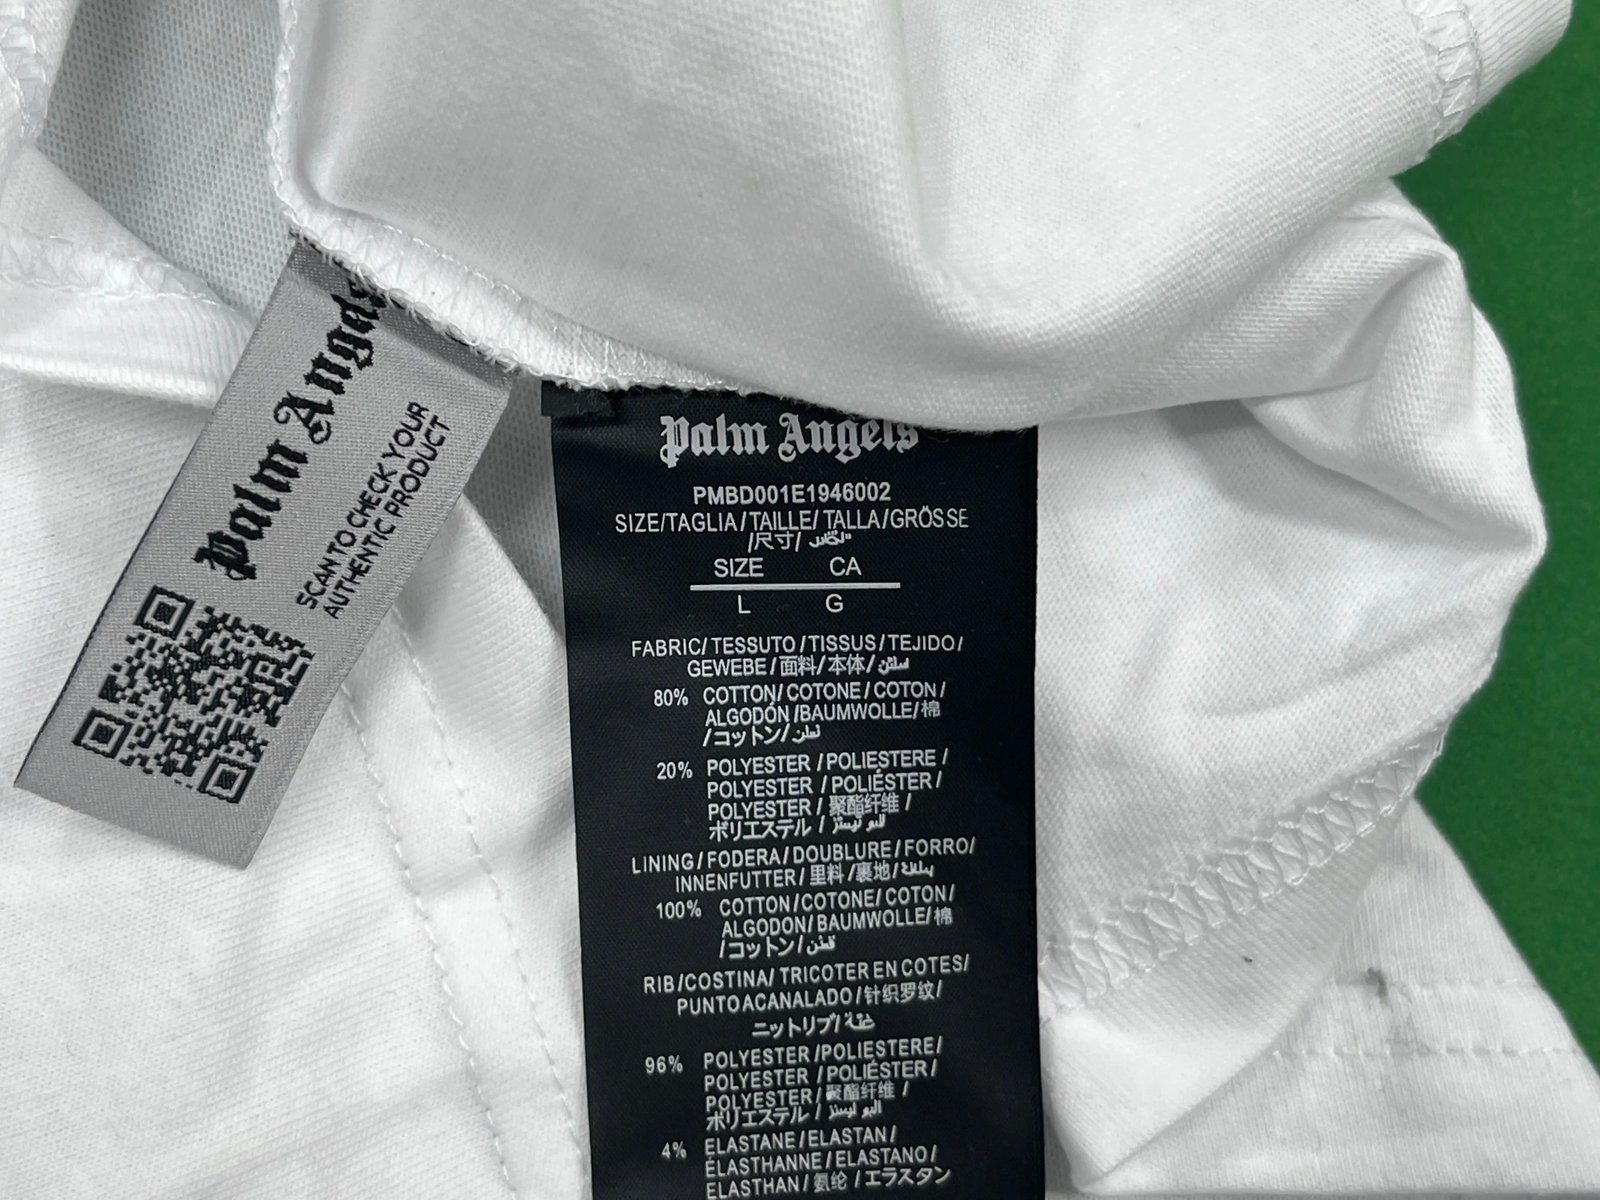 Palm Angels
SCAN TO CHECK YOUR
AUTHENTIC PRODUCT
Palm Angels
PMBD001E1946002
SIZE/TAGLIA/TAILLE/TALLA/GRÖSSE
/尺寸/
SIZE CA
L G
FABRIC/TESSUTO/TISSUS/TEJIDO/
GEWEBE/面料/本体/
80% COTTON/COTONE/COTON/
ALGODÓN/BAUMWOLLE/棉
/コットン/
20% POLYESTER/POLIESTERE/
POLYESTER/POLIÉSTER/
POLYESTER/聚酯纤维/
ポリエステル/
LINING/FODERA/DOUBLURE/FORRO/
INNENFUTTER/里料/裏地/
100% COTTON/COTONE/COTON/
ALGODON/BAUMWOLLE/棉
/コットン/
RIB/COSTINA/TRICOTER EN COTES/
PUNTO ACANALADO/针织罗纹/
ニットリブ/
96% POLYESTER/POLIESTERE/
POLYESTER/POLIÉSTER/
POLYESTER/聚酯纤维/
ポリエステル/
4% ELASTANE/ELASTAN/
ÉLASTHANNE/ELASTANO/
ELASTHAN/氨纶/エラスタン